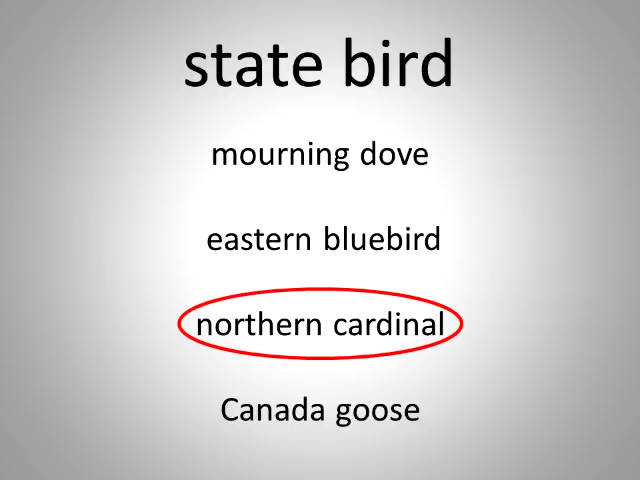 state bird
mourning dove
eastern bluebird
northern cardinal
Canada goose